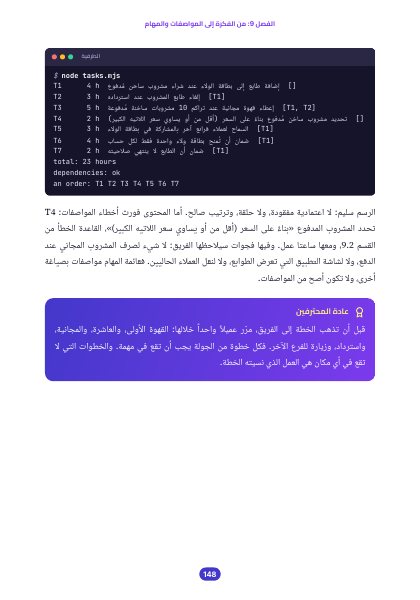 الفصل 9: من الفكرة إلى المواصفات والمهام
الطرفية
$ node tasks.mjs
T1 4 h إضافة طابع إلى بطاقة الولاء عند شراء مشروب ساخن مدفوع []
T2 3 h إلغاء طابع المشروب عند استرداده [T1]
T3 5 h إعطاء قهوة مجانية عند تراكم 10 مشروبات ساخنة مدفوعة [T1, T2]
T4 2 h تحديد مشروب ساخن مدفوع بناءً على السعر (أقل من أو يساوي سعر اللاتيه الكبير) []
T5 3 h السماح لعملاء فرانع آخر بالمشاركة في بطاقة الولاء [T1]
T6 4 h ضمان أن تُمنح بطاقة ولاء واحدة فقط لكل حساب [T1]
T7 2 h ضمان أن الطابع لا ينتهي صلاحيته [T1]
total: 23 hours
dependencies: ok
an order: T1 T2 T3 T4 T5 T6 T7
الرسم سليم: لا اعتمادية مفقودة، ولا حلقة، وترتيب صالح. أما المحتوى فورث أخطاء المواصفات: T4
تحدد المشروب المدفوع «بناءً على السعر (أقل من أو يساوي سعر اللاتيه الكبير)»، القاعدة الخطأ من
القسم 9.2، ومعها ساعتا عمل. وفيها فجوات سيلاحظها الفريق: لا شيء لصرف المشروب المجاني عند
الدفع، ولا لشاشة التطبيق التي تعرض الطوابع، ولا لنقل العملاء الحاليين. فقائمة المهام مواصفات بصياغة
أخرى، ولا تكون أصح من المواصفات.
عادة المحترفين
قبل أن تذهب الخطة إلى الفريق، مرّر عميلاً واحداً خلالها: القهوة الأولى، والعاشرة، والمجانية،
واسترداد، وزيارة للفرع الآخر. فكل خطوة من الجولة يجب أن تقع في مهمة. والخطوات التي لا
تقع في أي مكان هي العمل الذي نسيته الخطة.
148